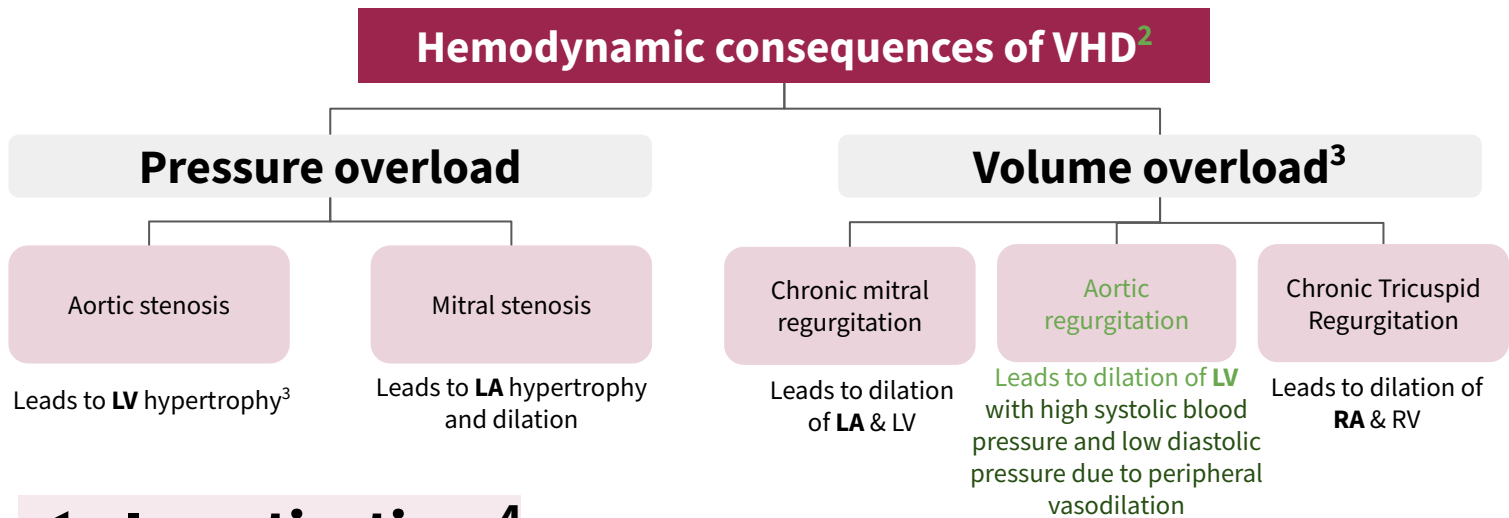 Hemodynamic consequences of VHD²
Pressure overload
Volume overload³
Aortic stenosis
Leads to LV hypertrophy³
Mitral stenosis
Leads to LA hypertrophy
and dilation
Chronic mitral
regurgitation
Leads to dilation
of LA & LV
Aortic
regurgitation
Leads to dilation of LV
with high systolic blood
pressure and low diastolic
pressure due to peripheral
vasodilation
Chronic Tricuspid
Regurgitation
Leads to dilation of
RA & RV